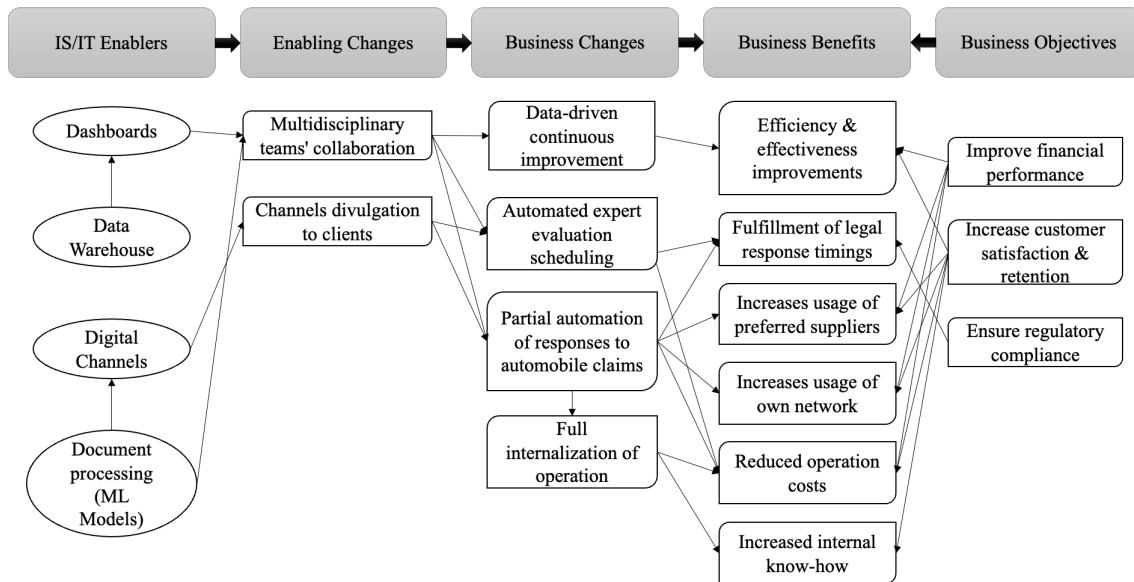 IS/IT Enablers
Enabling Changes
Business Changes
Business Benefits
Business Objectives
Dashboards
Data
Warehouse
Digital
Channels
Document
processing
(ML
Models)
Multidisciplinary
teams' collaboration
Channels divulgation
to clients
Data-driven
continuous
improvement
Automated expert
evaluation
scheduling
Partial automation
of responses to
automobile claims
Full
internalization of
operation
Efficiency &
effectiveness
improvements
Fulfillment of legal
response timings
Increases usage of
preferred suppliers
Increases usage of
own network
Reduced operation
costs
Increased internal
know-how
Improve financial
performance
Increase customer
satisfaction &
retention
Ensure regulatory
compliance